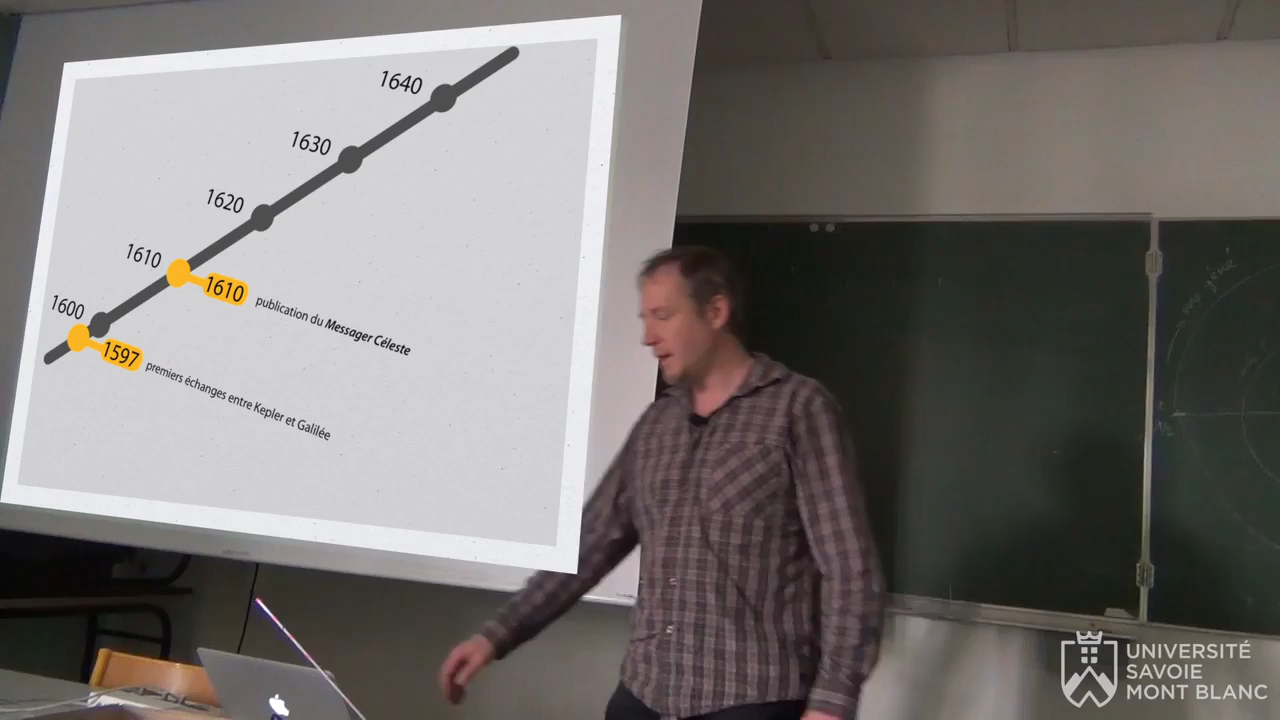 1640
1630
1620
1610
1610 publication du Messager Céleste
1600
1597 premiers échanges entre Kepler et Galilée
UNIVERSITÉ
SAVOIE
MONT BLANC